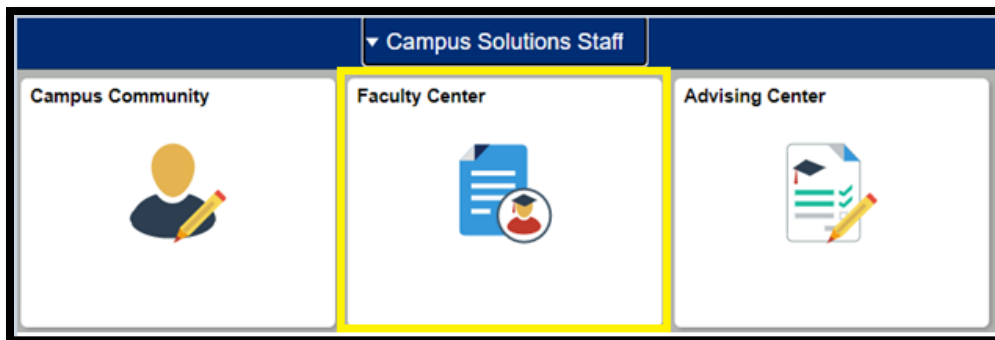 Campus Solutions Staff
Campus Community
Faculty Center
Advising Center